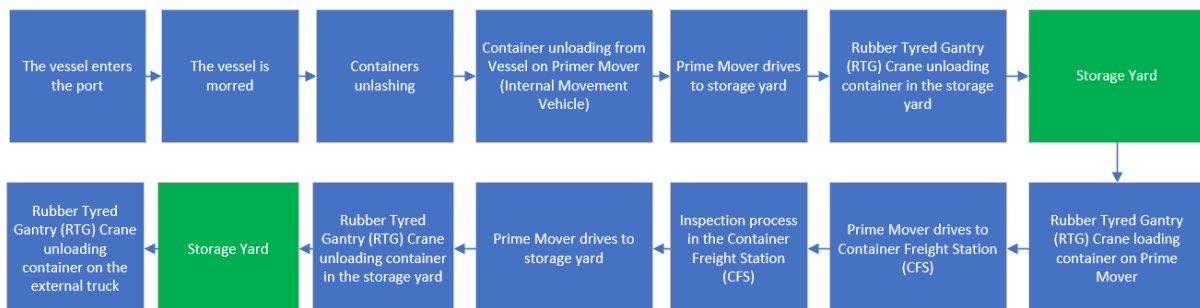 The vessel enters
the port
The vessel is
morred
Containers
unlashing
Container unloading from
Vessel on Primer Mover
(Internal Movement
Vehicle)
Prime Mover drives
to storage yard
Rubber Tyred Gantry
(RTG) Crane unloading
container in the storage
yard
Storage Yard
Rubber Tyred Gantry
(RTG) Crane loading
container on Prime
Mover
Prime Mover drives to
Container Freight Station
(CFS)
Inspection process
in the Container
Freight Station
(CFS)
Prime Mover drives to
storage yard
Rubber Tyred
Gantry (RTG) Crane
unloading container
in the storage yard
Storage Yard
Rubber Tyred
Gantry (RTG) Crane
unloading
container on the
external truck